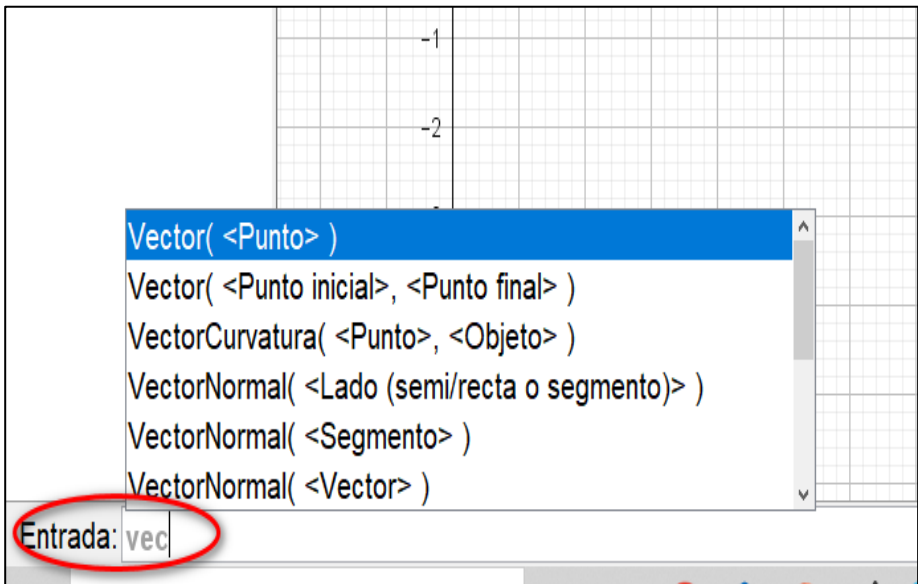 -1
-2
Vector( <Punto> )
Vector( <Punto inicial>, <Punto final> )
VectorCurvatura( <Punto>, <Objeto> )
VectorNormal( <Lado (semi/recta o segmento)> )
VectorNormal( <Segmento> )
VectorNormal( <Vector> )
Entrada: vec